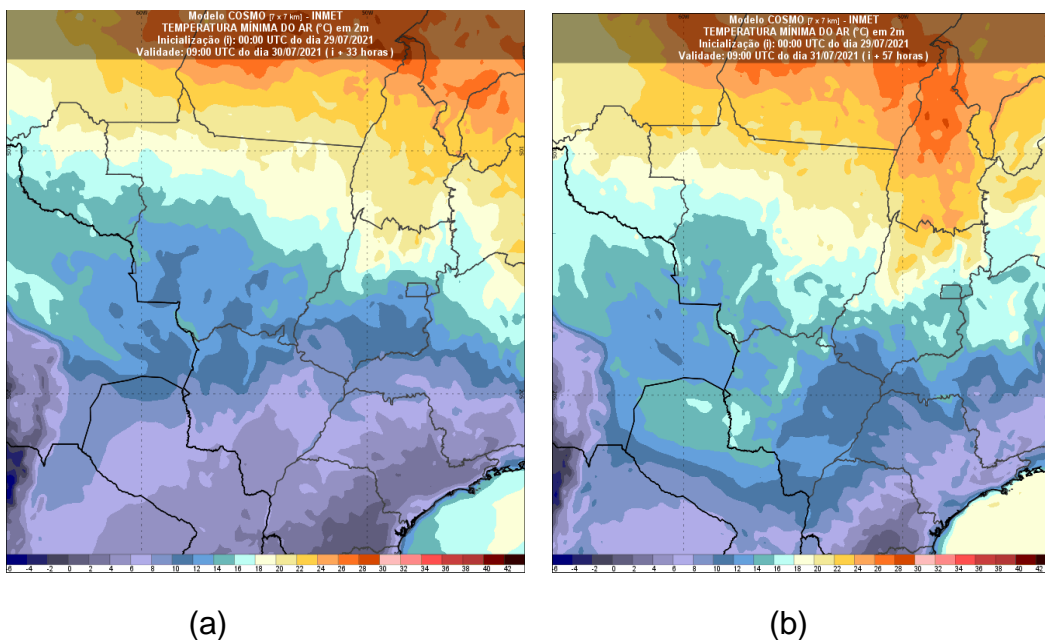 Modelo COSMO [7 x 7 km] - INMET
TEMPERATURA MÍNIMA DO AR (°C) em 2m
Inicialização (i): 00:00 UTC do dia 29/07/2021
Validade: 09:00 UTC do dia 30/07/2021 ( i + 33 horas )
-6 -4 -2 0 2 4 6 8 10 12 14 16 18 20 22 24 26 28 30 32 34 36 38 40 42
(a)
Modelo COSMO [7 x 7 km] - INMET
TEMPERATURA MÍNIMA DO AR (°C) em 2m
Inicialização (i): 00:00 UTC do dia 29/07/2021
Validade: 09:00 UTC do dia 31/07/2021 ( i + 57 horas )
-6 -4 -2 0 2 4 6 8 10 12 14 16 18 20 22 24 26 28 30 32 34 36 38 40 42
(b)